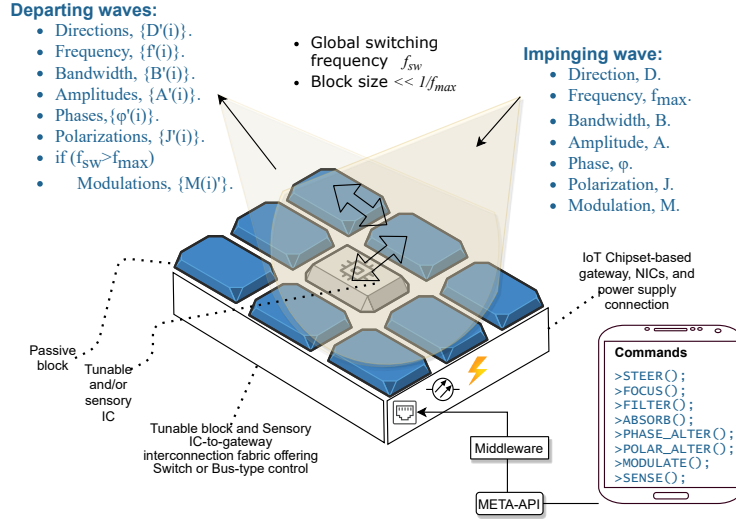 Departing waves:
• Directions, {D'(i)}.
• Frequency, {f'(i)}.
• Bandwidth, {B'(i)}.
• Amplitudes, {A'(i)}.
• Phases,{φ'(i)}.
• Polarizations, {J'(i)}.
• if (fsw>fmax)
• Modulations, {M(i)'}.
• Global switching
frequency fsw
• Block size << 1/fmax
Impinging wave:
• Direction, D.
• Frequency, fmax.
• Bandwidth, B.
• Amplitude, A.
• Phase, φ.
• Polarization, J.
• Modulation, M.
IoT Chipset-based
gateway, NICs, and
power supply
connection
Passive
block
Tunable
and/or
sensory
IC
Tunable block and Sensory
IC-to-gateway
interconnection fabric offering
Switch or Bus-type control
Middleware
META-API
Commands
>STEER();
>FOCUS();
>FILTER();
>ABSORB();
>PHASE_ALTER();
>POLAR_ALTER();
>MODULATE();
>SENSE();